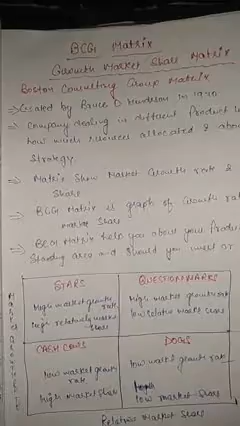 BCG Matrix
Growth Market Share Matrix
Boston Consulting Group Matrix
⇒ Created by Bruce D Henderson in 1970
⇒ Company dealing in different Product
how much resources allocated &
Strategy.
⇒ Matrix Show Market Growth rate &
Share
⇒ BCG Matrix is graph of Growth
market Share
⇒ BCG Matrix help you about your
Standing area and should you invest or
STARS
High market growth
rate
high relatively market
share
QUESTION MARKS
High market growth rate
low relative market share
CASH COWS
low market growth
rate
high market share
DOGS
low market growth rate
low market share
Relative Market Share